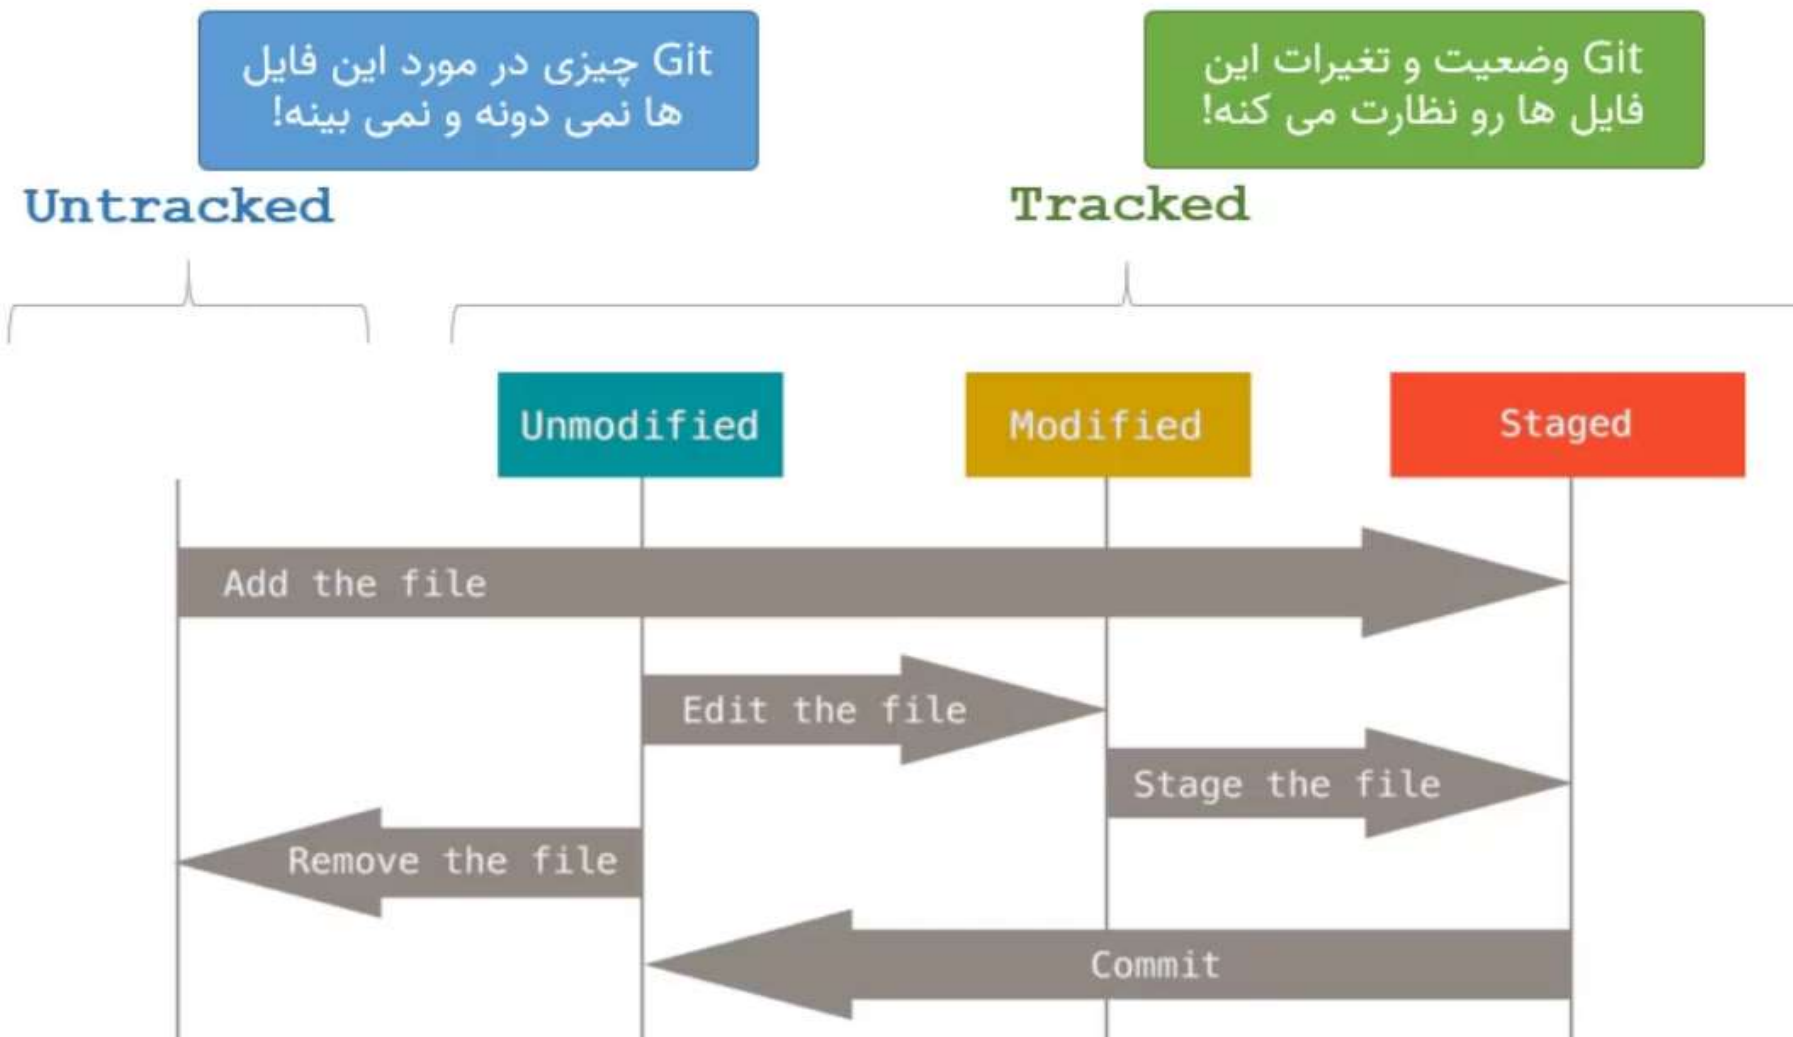 Git چیزی در مورد این فایل
ها نمی دونه و نمی بینه!
Git وضعیت و تغیرات این
فایل ها رو نظارت می کنه!
Untracked
Tracked
Unmodified
Modified
Staged
Add the file
Edit the file
Stage the file
Remove the file
Commit